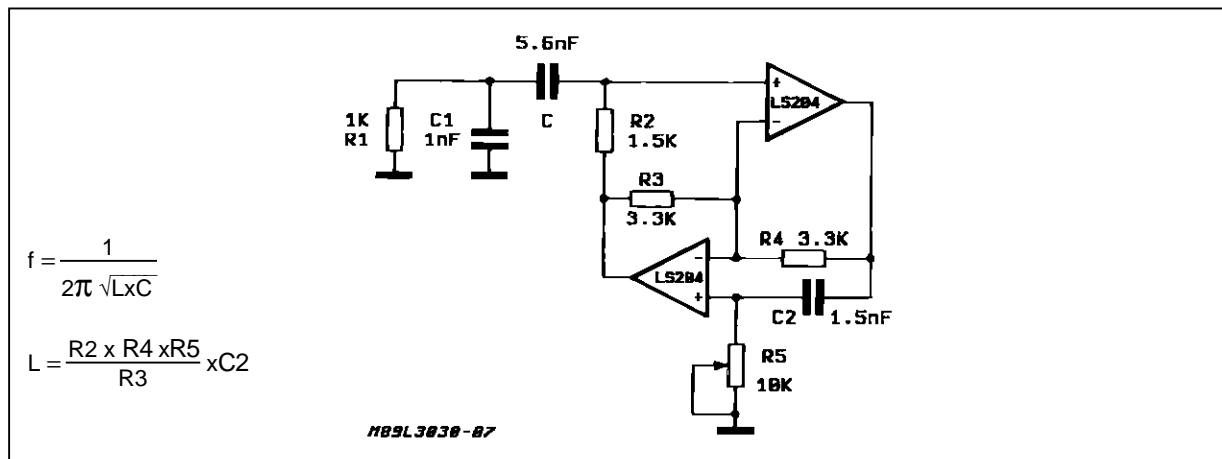 5.6nF
1K
R1
C1
1nF
C
R2
1.5K
+
LS204
-
R3
3.3K
R4 3.3K
-
LS204
+
C2
1.5nF
R5
10K
f = 1 / 2π √LxC
L = R2 x R4 xR5 / R3 xC2
M89L3030-07